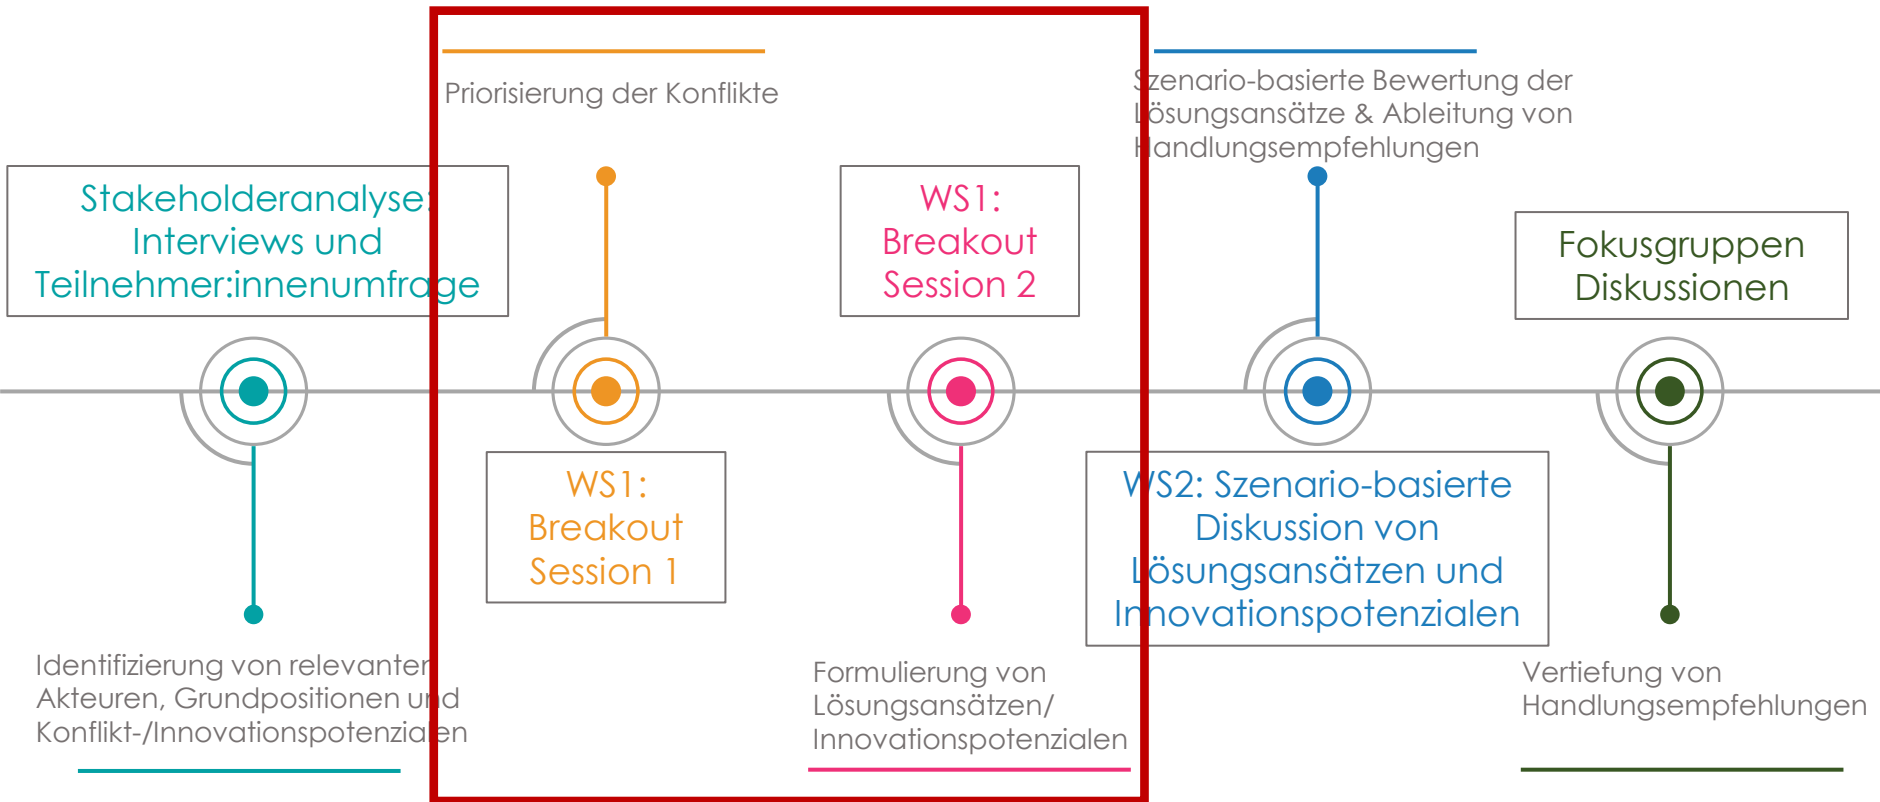 Priorisierung der Konflikte
Szenario-basierte Bewertung der
Lösungsansätze & Ableitung von
Handlungsempfehlungen
Stakeholderanalyse:
Interviews und
Teilnehmer:innenumfrage
WS1:
Breakout
Session 2
Fokusgruppen
Diskussionen
WS1:
Breakout
Session 1
WS2: Szenario-basierte
Diskussion von
Lösungsansätzen und
Innovationspotenzialen
Identifizierung von relevanten
Akteuren, Grundpositionen und
Konflikt-/Innovationspotenzialen
Formulierung von
Lösungsansätzen/
Innovationspotenzialen
Vertiefung von
Handlungsempfehlungen